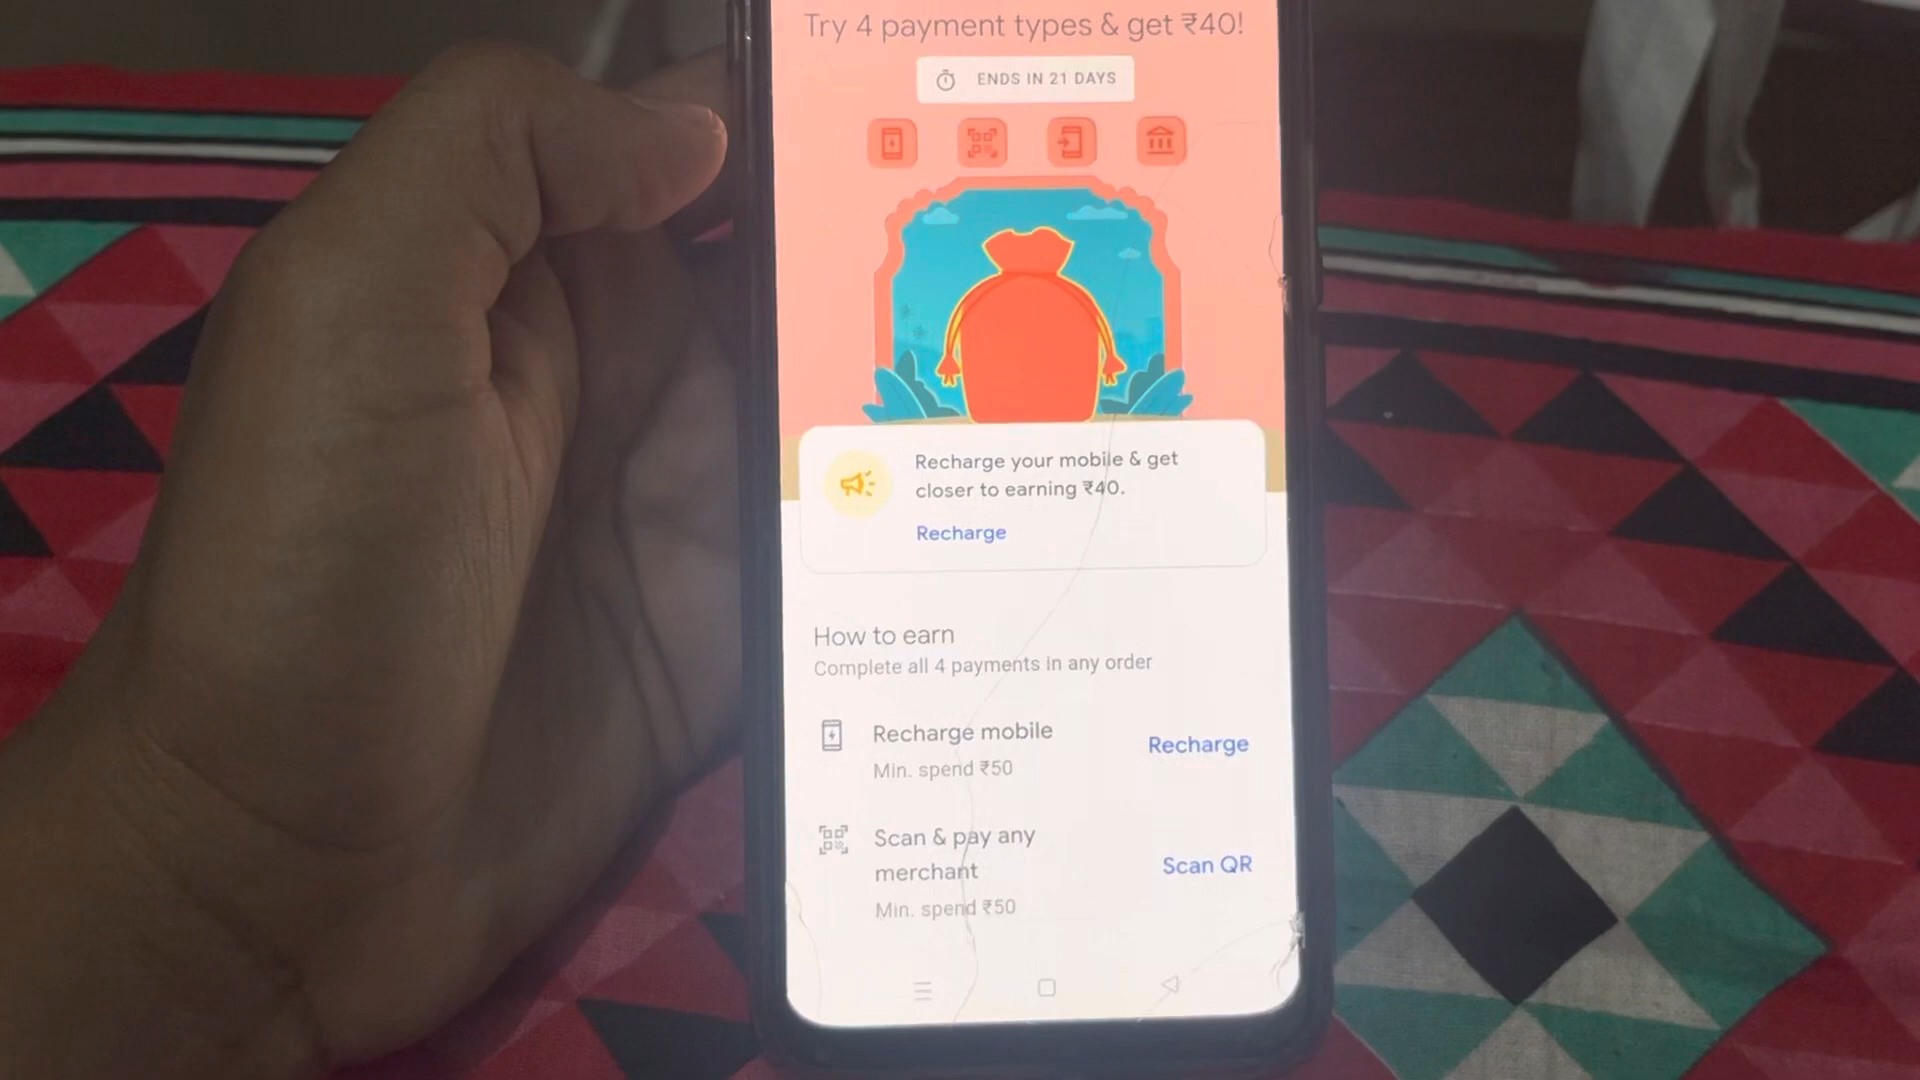 Try 4 payment types & get ₹40!
ENDS IN 21 DAYS
Recharge your mobile & get
closer to earning ₹40.
Recharge
How to earn
Complete all 4 payments in any order
Recharge mobile
Recharge
Min. spend ₹50
Scan & pay any
merchant
Scan QR
Min. spend ₹50